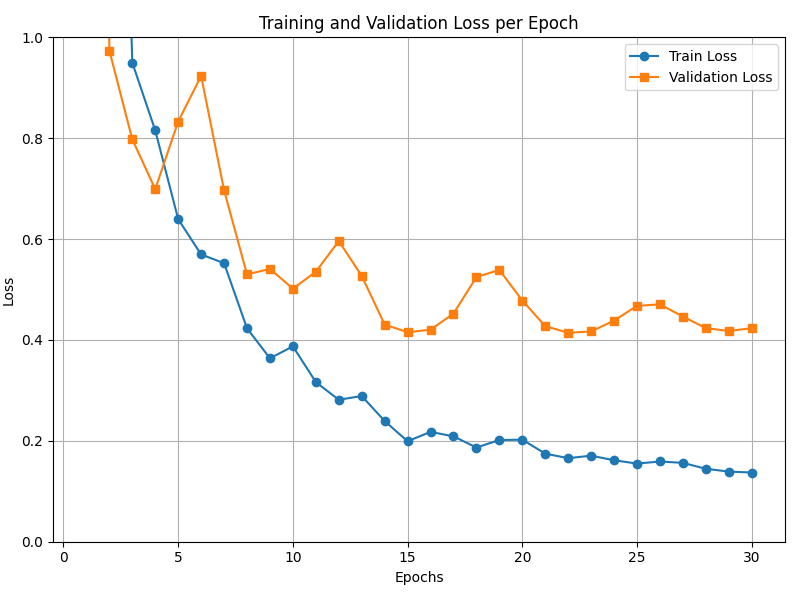 Training and Validation Loss per Epoch
Train Loss
Validation Loss
1.0
0.8
0.6
0.4
0.2
0.0
Loss
0 5 10 15 20 25 30
Epochs